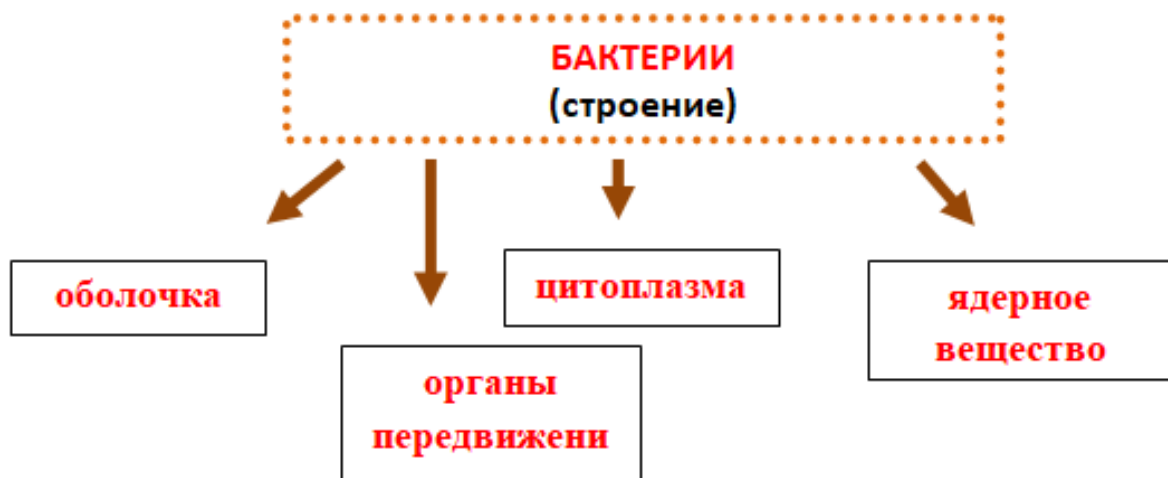 БАКТЕРИИ
(строение)
оболочка
органы
передвижени
цитоплазма
ядерное
вещество